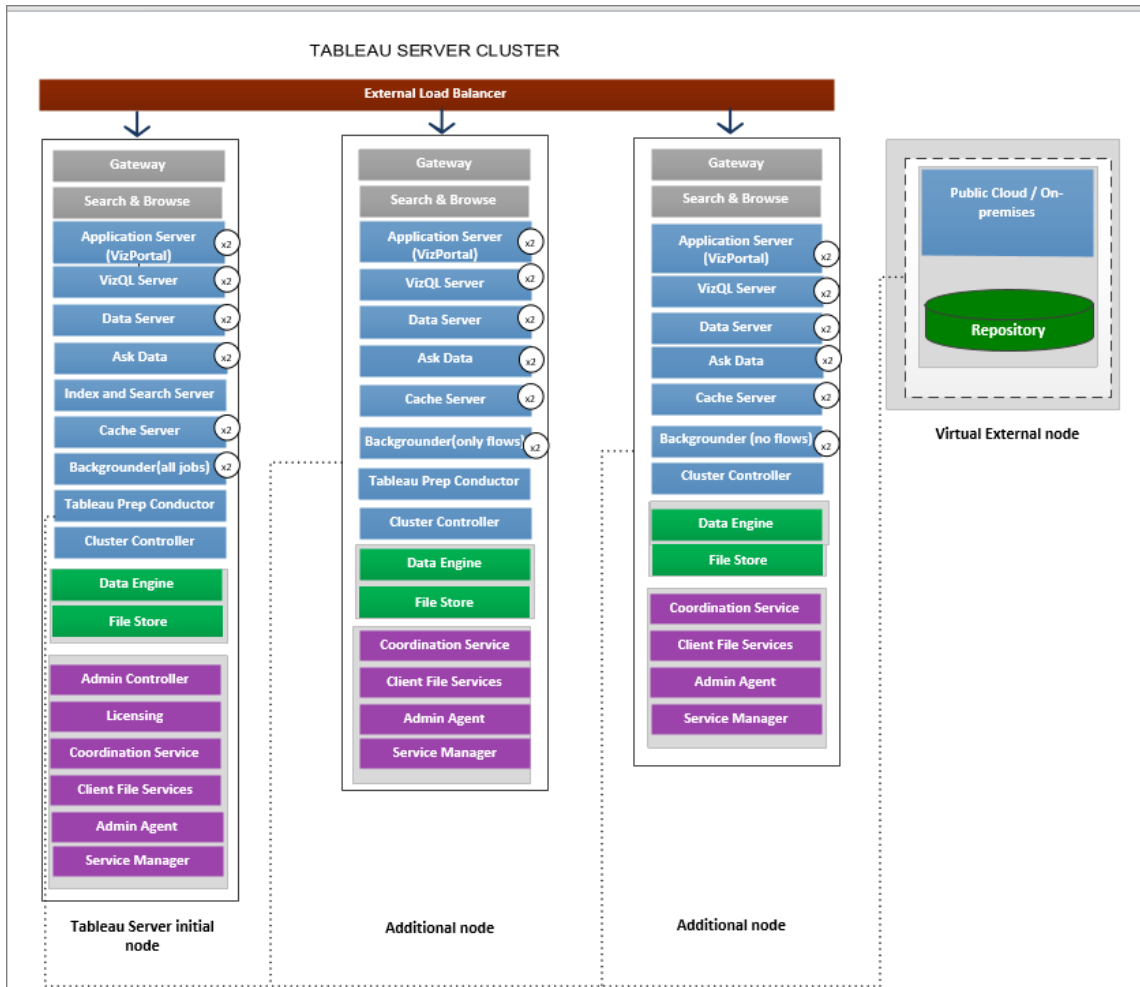 TABLEAU SERVER CLUSTER
External Load Balancer
Gateway
Search & Browse
Application Server
(VizPortal)
x2
VizQL Server
x2
Data Server
x2
Ask Data
x2
Index and Search Server
Cache Server
x2
Backgrounder(all jobs)
x2
Tableau Prep Conductor
Cluster Controller
Data Engine
File Store
Admin Controller
Licensing
Coordination Service
Client File Services
Admin Agent
Service Manager
Tableau Server initial
node
Gateway
Search & Browse
Application Server
(VizPortal)
x2
VizQL Server
x2
Data Server
x2
Ask Data
x2
Cache Server
x2
Backgrounder(only flows)
x2
Tableau Prep Conductor
Cluster Controller
Data Engine
File Store
Coordination Service
Client File Services
Admin Agent
Service Manager
Additional node
Gateway
Search & Browse
Application Server
(VizPortal)
x2
VizQL Server
x2
Data Server
x2
Ask Data
x2
Cache Server
x2
Backgrounder (no flows)
x2
Cluster Controller
Data Engine
File Store
Coordination Service
Client File Services
Admin Agent
Service Manager
Additional node
Public Cloud / On-
premises
Repository
Virtual External node